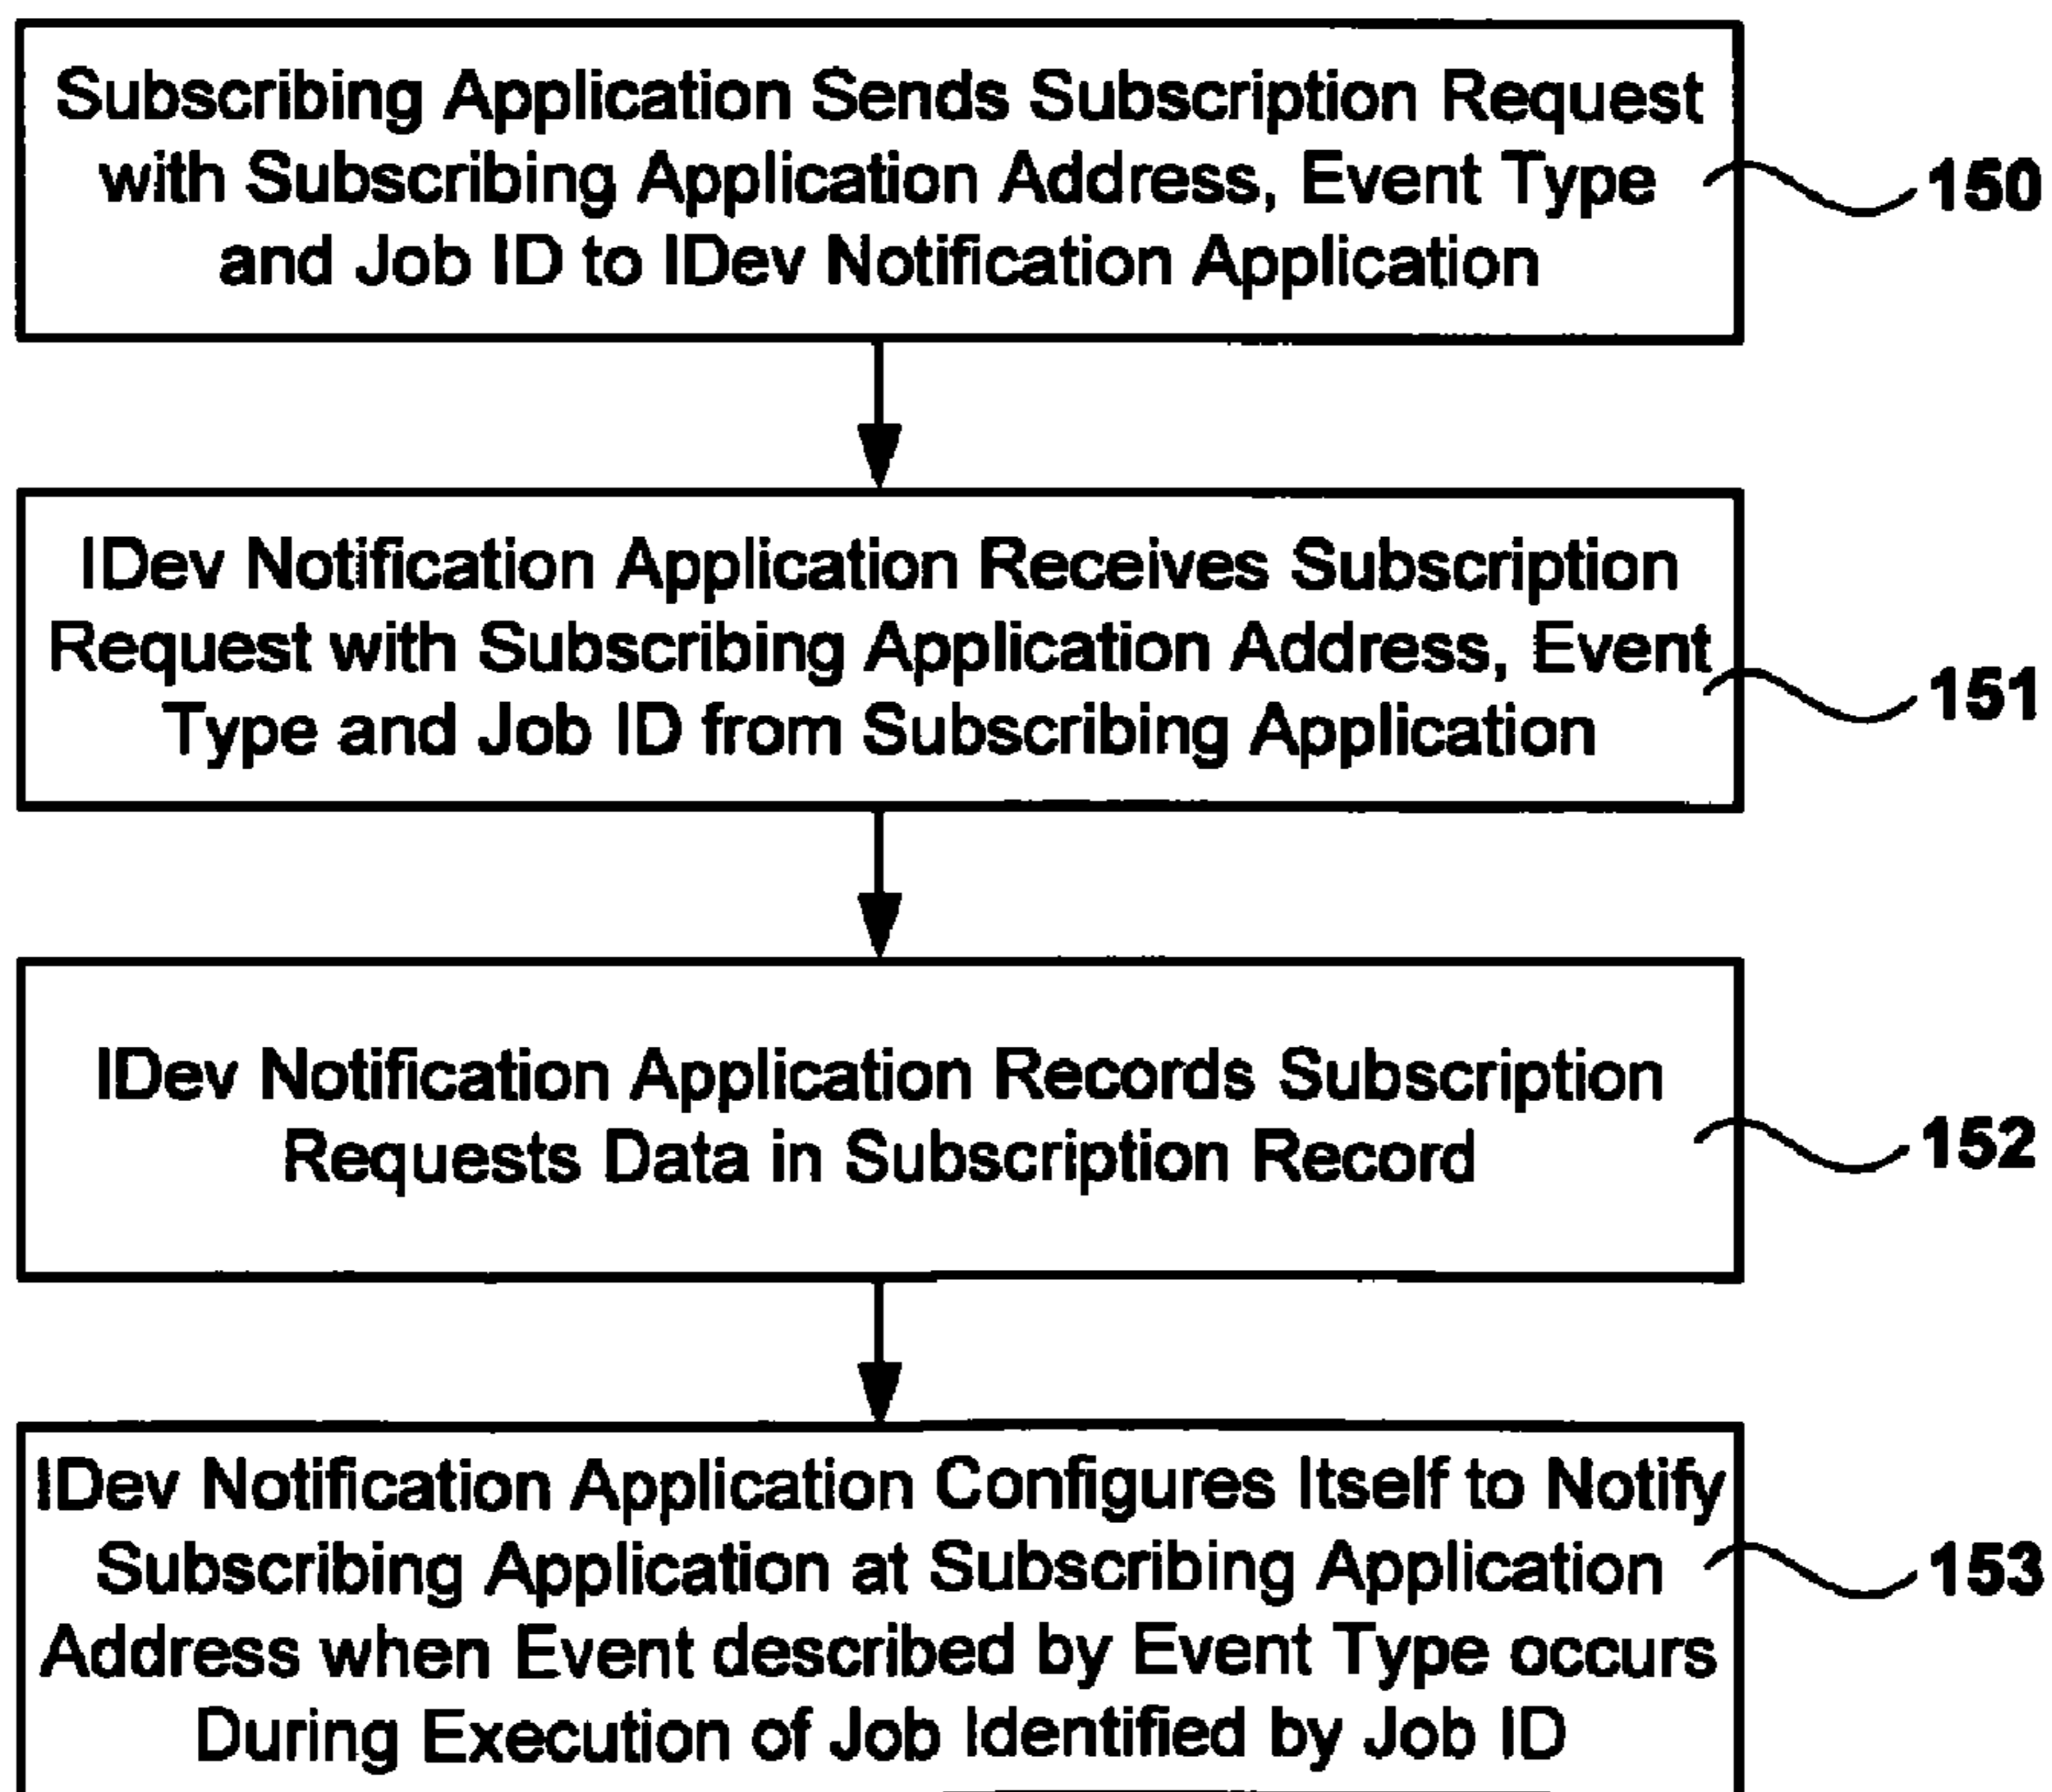 Subscribing Application Sends Subscription Request
with Subscribing Application Address, Event Type
and Job ID to IDev Notification Application
150
IDev Notification Application Receives Subscription
Request with Subscribing Application Address, Event
Type and Job ID from Subscribing Application
151
IDev Notification Application Records Subscription
Requests Data in Subscription Record
152
IDev Notification Application Configures Itself to Notify
Subscribing Application at Subscribing Application
Address when Event described by Event Type occurs
During Execution of Job Identified by Job ID
153